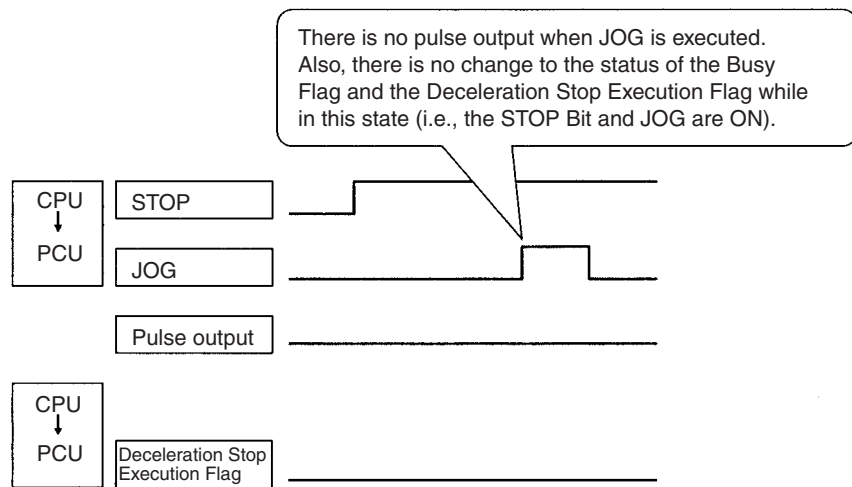 There is no pulse output when JOG is executed.
Also, there is no change to the status of the Busy
Flag and the Deceleration Stop Execution Flag while
in this state (i.e., the STOP Bit and JOG are ON).
CPU
↓
PCU
STOP
JOG
Pulse output
CPU
↓
PCU
Deceleration Stop
Execution Flag